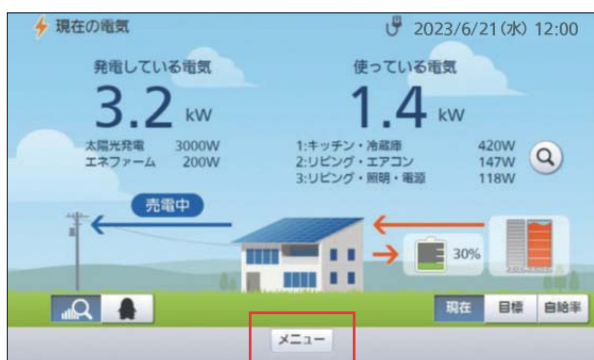 現在の電気
2023/6/21(水) 12:00
発電している電気
3.2 kW
太陽光発電 3000W
エネファーム 200W
使っている電気
1.4 kW
1:キッチン・冷蔵庫 420W
2:リビング・エアコン 147W
3:リビング・照明・電源 118W
売電中
30%
現在 目標 自給率
メニュー